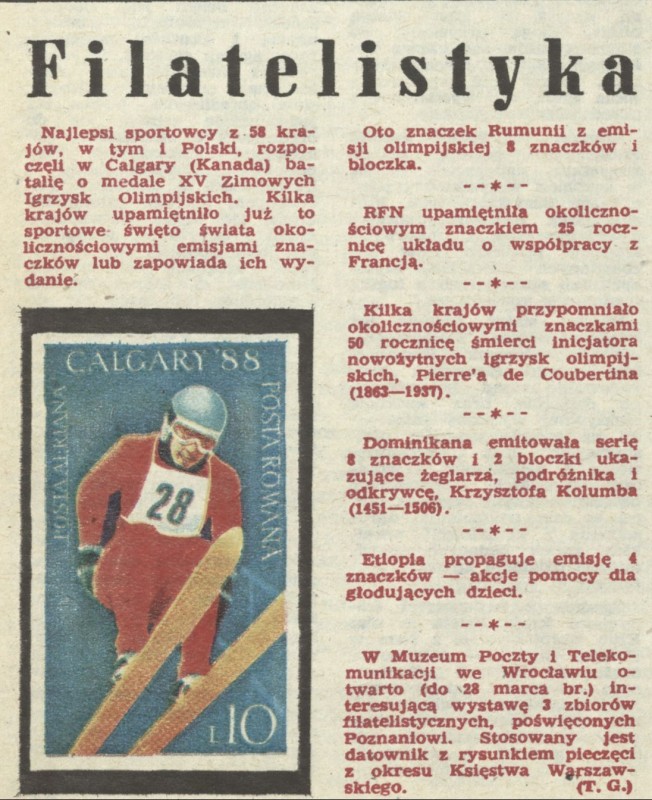 Filatelistyka
Najlepsi sportowcy z 58 kra-
jów, w tym i Polski, rozpo-
częli w Calgary (Kanada) ba-
talię o medale XV Zimowych
Igrzysk Olimpijskich. Kilka
krajów upamiętniło już to
sportowe święto świata oko-
licznościowymi emisjami zna-
czków lub zapowiada ich wy-
danie.
CALGARY '88
POSTA AERIANA
POSTA ROMANA
28
L10
Oto znaczek Rumunii z emi-
sji olimpijskiej 8 znaczków i
bloczka.
--*--
RFN upamiętniła okoliczno-
ściowym znaczkiem 25 rocz-
nicę układu o współpracy z
Francją.
--*--
Kilka krajów przypomniało
okolicznościowymi znaczkami
50 rocznicę śmierci inicjatora
nowożytnych igrzysk olimpij-
skich, Pierre'a de Coubertina
(1863—1937).
--*--
Dominikana emitowała serię
8 znaczków i 2 bloczki uka-
zujące żeglarza, podróżnika i
odkrywcę, Krzysztofa Kolumba
(1451—1506).
--*--
Etiopia propaguje emisję 4
znaczków — akcje pomocy dla
głodujących dzieci.
--*--
W Muzeum Poczty i Teleko-
munikacji we Wrocławiu o-
twarto (do 28 marca br.) in-
teresującą wystawę 3 zbiorów
filatelistycznych, poświęconych
Poznaniowi. Stosowany jest
datownik z rysunkiem pieczęci
z okresu Księstwa Warszaw-
skiego. (T. G.)